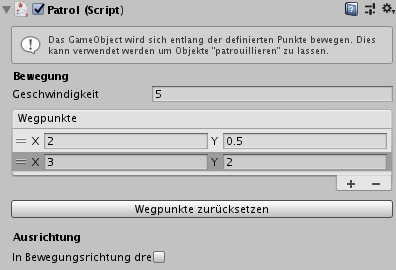 Patrol (Script)
Das GameObject wird sich entlang der definierten Punkte bewegen. Dies
kann verwendet werden um Objekte "patrouillieren" zu lassen.
Bewegung
Geschwindigkeit 5
Wegpunkte
X 2 Y 0.5
X 3 Y 2
+ −
Wegpunkte zurücksetzen
Ausrichtung
In Bewegungsrichtung dre